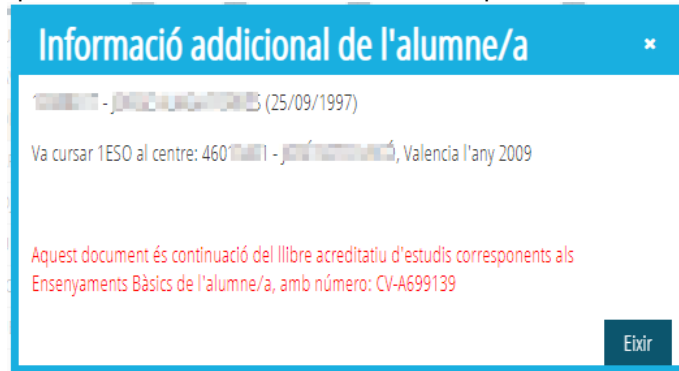 Informació addicional de l'alumne/a ×
- (25/09/1997)
Va cursar 1ESO al centre: 460 - , Valencia l'any 2009
Aquest document és continuació del llibre acreditatiu d'estudis corresponents als
Ensenyaments Bàsics de l'alumne/a, amb número: CV-A699139
Eixir